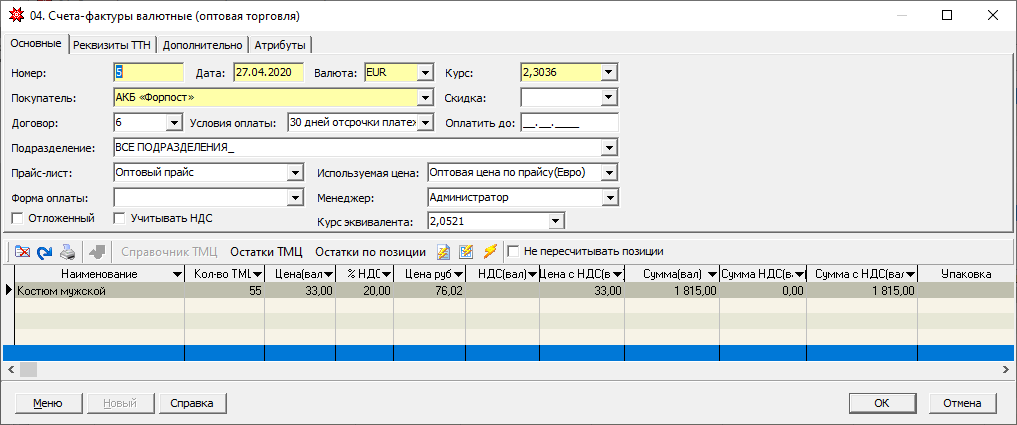 04. Счета-фактуры валютные (оптовая торговля)
Основные Реквизиты ТТН Дополнительно Атрибуты
Номер: 5 Дата: 27.04.2020 Валюта: EUR Курс: 2,3036
Покупатель: АКБ «Форпост» Скидка:
Договор: 6 Условия оплаты: 30 дней отсрочки платеж Оплатить до: __.__.____
Подразделение: ВСЕ ПОДРАЗДЕЛЕНИЯ_
Прайс-лист: Оптовый прайс Используемая цена: Оптовая цена по прайсу(Евро)
Форма оплаты: Менеджер: Администратор
Отложенный Учитывать НДС Курс эквивалента: 2,0521
Справочник ТМЦ Остатки ТМЦ Остатки по позиции Не пересчитывать позиции
Наименование Кол-во ТМЦ Цена(вал % НДС Цена руб НДС(вал) Цена с НДС(в Сумма(вал) Сумма НДС(в Сумма с НДС(вал Упаковка
Костюм мужской 55 33,00 20,00 76,02 33,00 1 815,00 0,00 1 815,00
Меню Новый Справка ОК Отмена